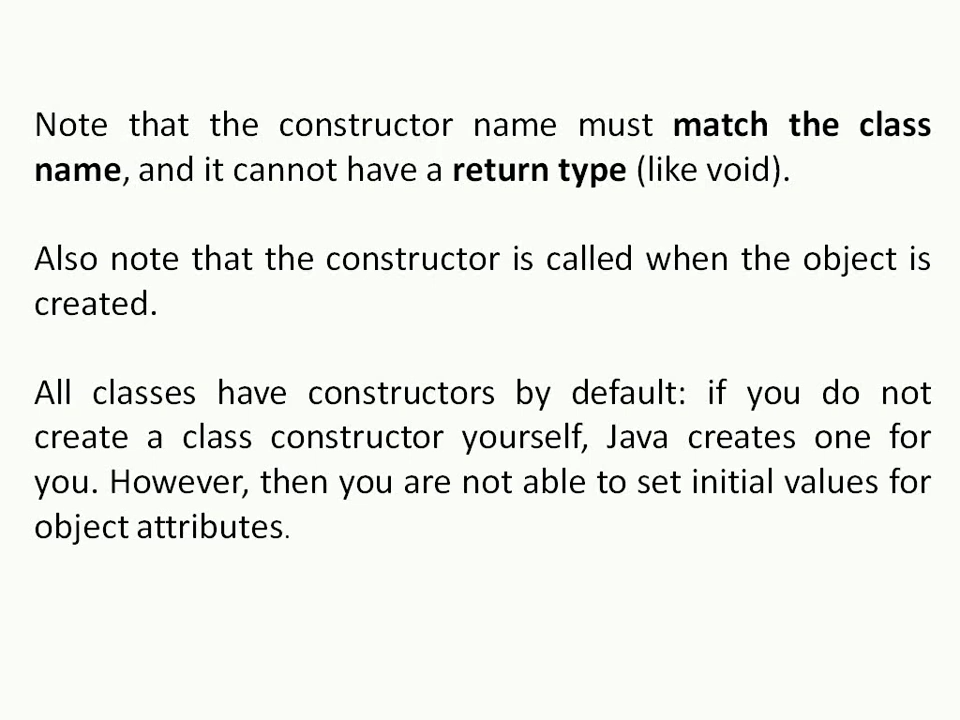 Note that the constructor name must match the class
name, and it cannot have a return type (like void).
Also note that the constructor is called when the object is
created.
All classes have constructors by default: if you do not
create a class constructor yourself, Java creates one for
you. However, then you are not able to set initial values for
object attributes.